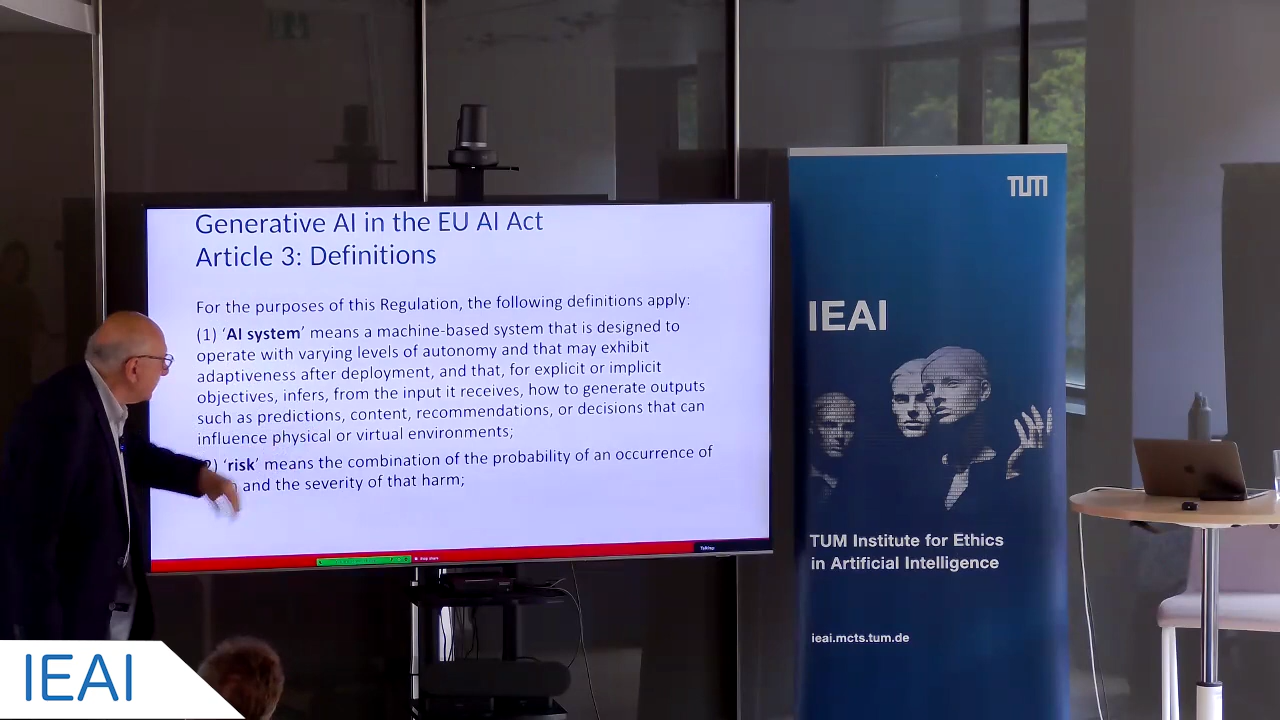 Generative AI in the EU AI Act
Article 3: Definitions
For the purposes of this Regulation, the following definitions apply:
(1) ‘AI system’ means a machine-based system that is designed to
operate with varying levels of autonomy and that may exhibit
adaptiveness after deployment, and that, for explicit or implicit
objectives, infers, from the input it receives, how to generate outputs
such as predictions, content, recommendations, or decisions that can
influence physical or virtual environments;
2) ‘risk’ means the combination of the probability of an occurrence of
and the severity of that harm;
TUM
IEAI
TUM Institute for Ethics
in Artificial Intelligence
ieai.mcts.tum.de
IEAI